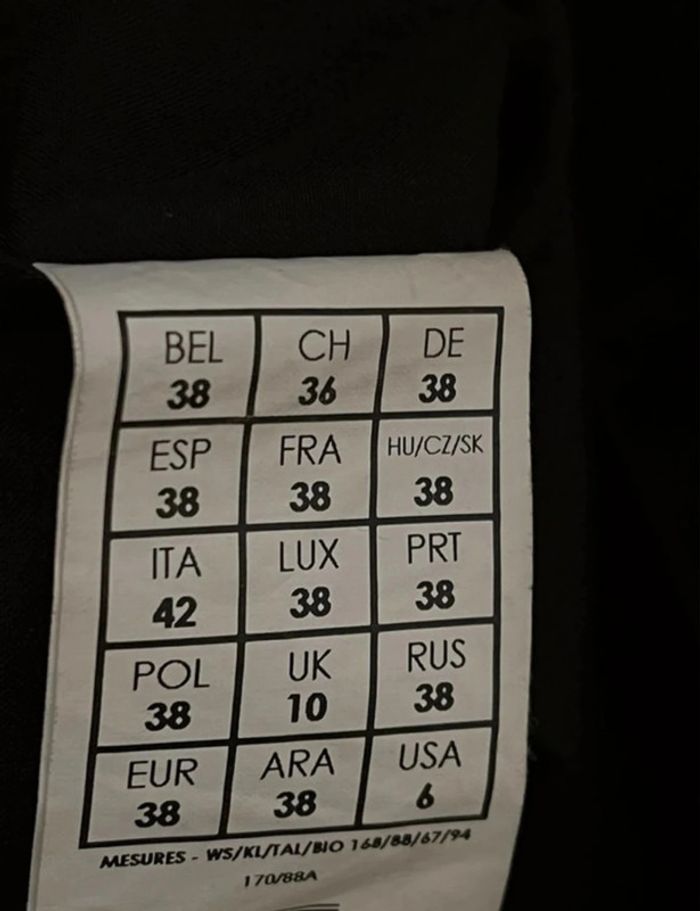 BEL CH DE
38 36 38
ESP FRA HU/CZ/SK
38 38 38
ITA LUX PRT
42 38 38
POL UK RUS
38 10 38
EUR ARA USA
38 38 6
MESURES - WS/KL/TAL/BIO 168/88/67/94
170/88A